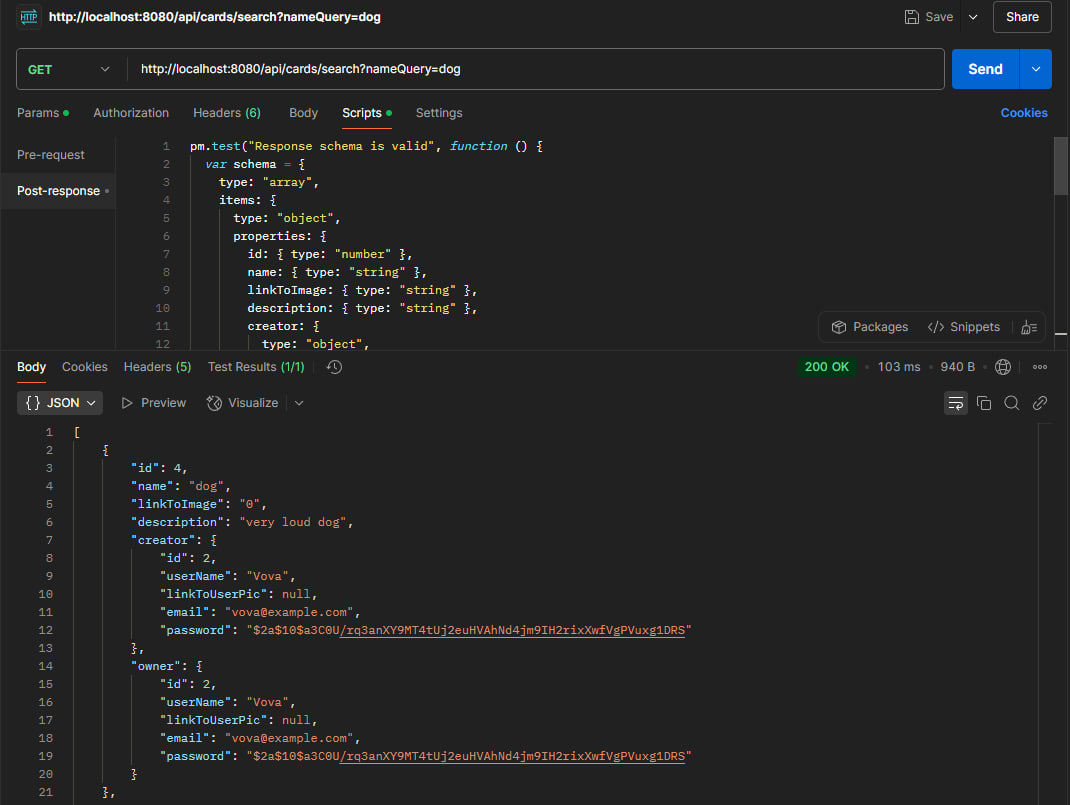 HTTP http://localhost:8080/api/cards/search?nameQuery=dog Save Share
GET http://localhost:8080/api/cards/search?nameQuery=dog Send
Params Authorization Headers (6) Body Scripts Settings Cookies
Pre-request
Post-response
1 pm.test("Response schema is valid", function () {
2 var schema = {
3 type: "array",
4 items: {
5 type: "object",
6 properties: {
7 id: { type: "number" },
8 name: { type: "string" },
9 linkToImage: { type: "string" },
10 description: { type: "string" },
11 creator: {
12 type: "object",
Packages </> Snippets
Body Cookies Headers (5) Test Results (1/1) 200 OK • 103 ms • 940 B •
{} JSON Preview Visualize
1 [
2 {
3 "id": 4,
4 "name": "dog",
5 "linkToImage": "0",
6 "description": "very loud dog",
7 "creator": {
8 "id": 2,
9 "userName": "Vova",
10 "linkToUserPic": null,
11 "email": "vova@example.com",
12 "password": "$2a$10$a3C0U/rq3anXY9MT4tUj2euHVAhNd4jm9IH2rixXwfVgPVuxg1DRS"
13 },
14 "owner": {
15 "id": 2,
16 "userName": "Vova",
17 "linkToUserPic": null,
18 "email": "vova@example.com",
19 "password": "$2a$10$a3C0U/rq3anXY9MT4tUj2euHVAhNd4jm9IH2rixXwfVgPVuxg1DRS"
20 }
21 },